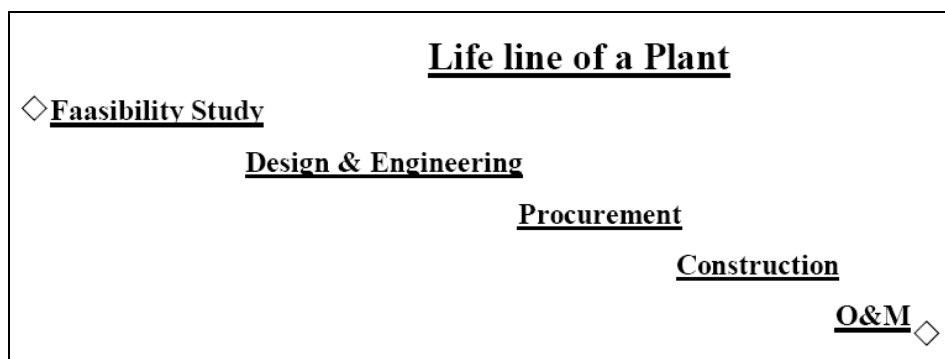 Life line of a Plant
Faasibility Study
Design & Engineering
Procurement
Construction
O&M